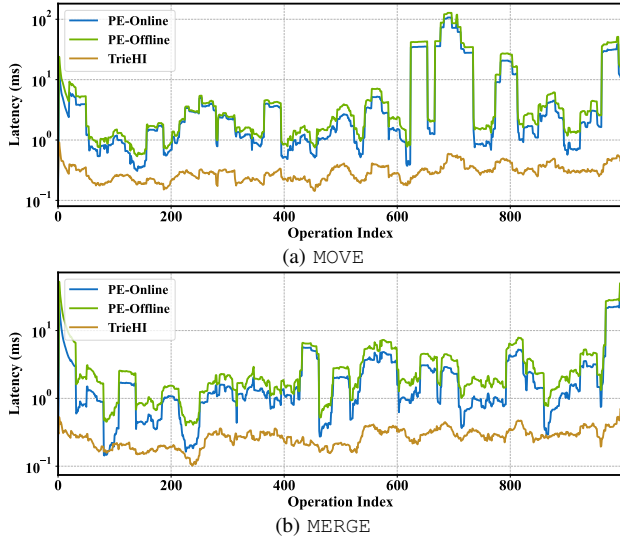 PE-Online
PE-Offline
TrieHI
Latency (ms)
10²
10¹
10⁰
10⁻¹
0 200 400 600 800
Operation Index
(a) MOVE
PE-Online
PE-Offline
TrieHI
Latency (ms)
10¹
10⁰
10⁻¹
0 200 400 600 800
Operation Index
(b) MERGE